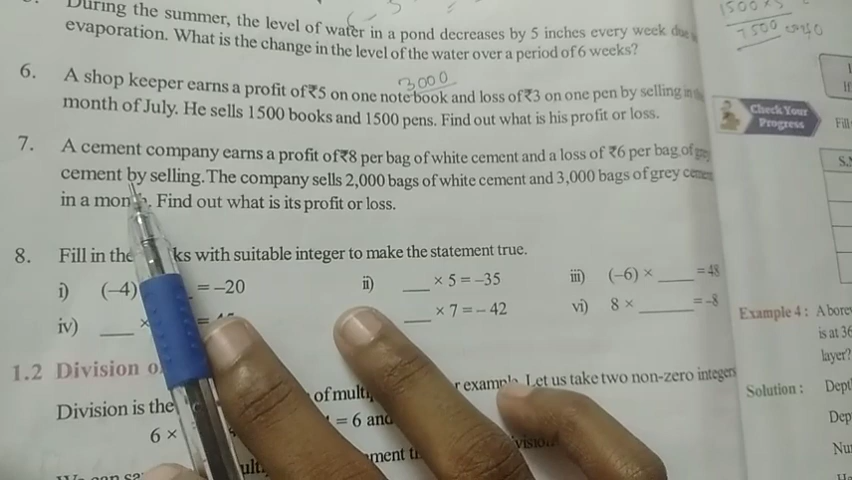 During the summer, the level of water in a pond decreases by 5 inches every week due
evaporation. What is the change in the level of the water over a period of 6 weeks?
1500 × 5
7500
3000
6. A shop keeper earns a profit of ₹5 on one note book and loss of ₹3 on one pen by selling in
month of July. He sells 1500 books and 1500 pens. Find out what is his profit or loss.
7. A cement company earns a profit of ₹8 per bag of white cement and a loss of ₹6 per bag of grey
cement by selling. The company sells 2,000 bags of white cement and 3,000 bags of grey cement
in a month. Find out what is its profit or loss.
8. Fill in the ks with suitable integer to make the statement true.
i) (–4) = –20 ii) ___ × 5 = –35 iii) (–6) × ____ = 48
iv) ___ × ___ × 7 = – 42 vi) 8 × _____ = –8
1.2 Division o
Division is the of mult r example. Let us take two non-zero integers
6 × = 6 and
ment
Check Your
Progress
Fill
Example 4 : A bore
is at 36
layer?
Solution : Dept
Dep
Nu